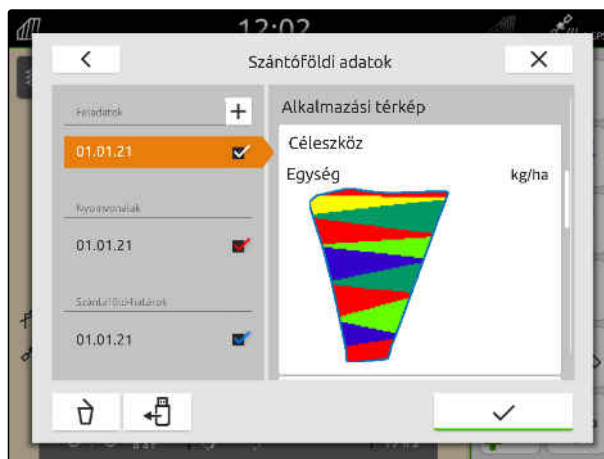 12:02
Szántóföldi adatok
Feladatok
01.01.21
Nyomvonalak
01.01.21
Szántóföld-határok
01.01.21
Alkalmazási térkép
Céleszköz
Egység kg/ha